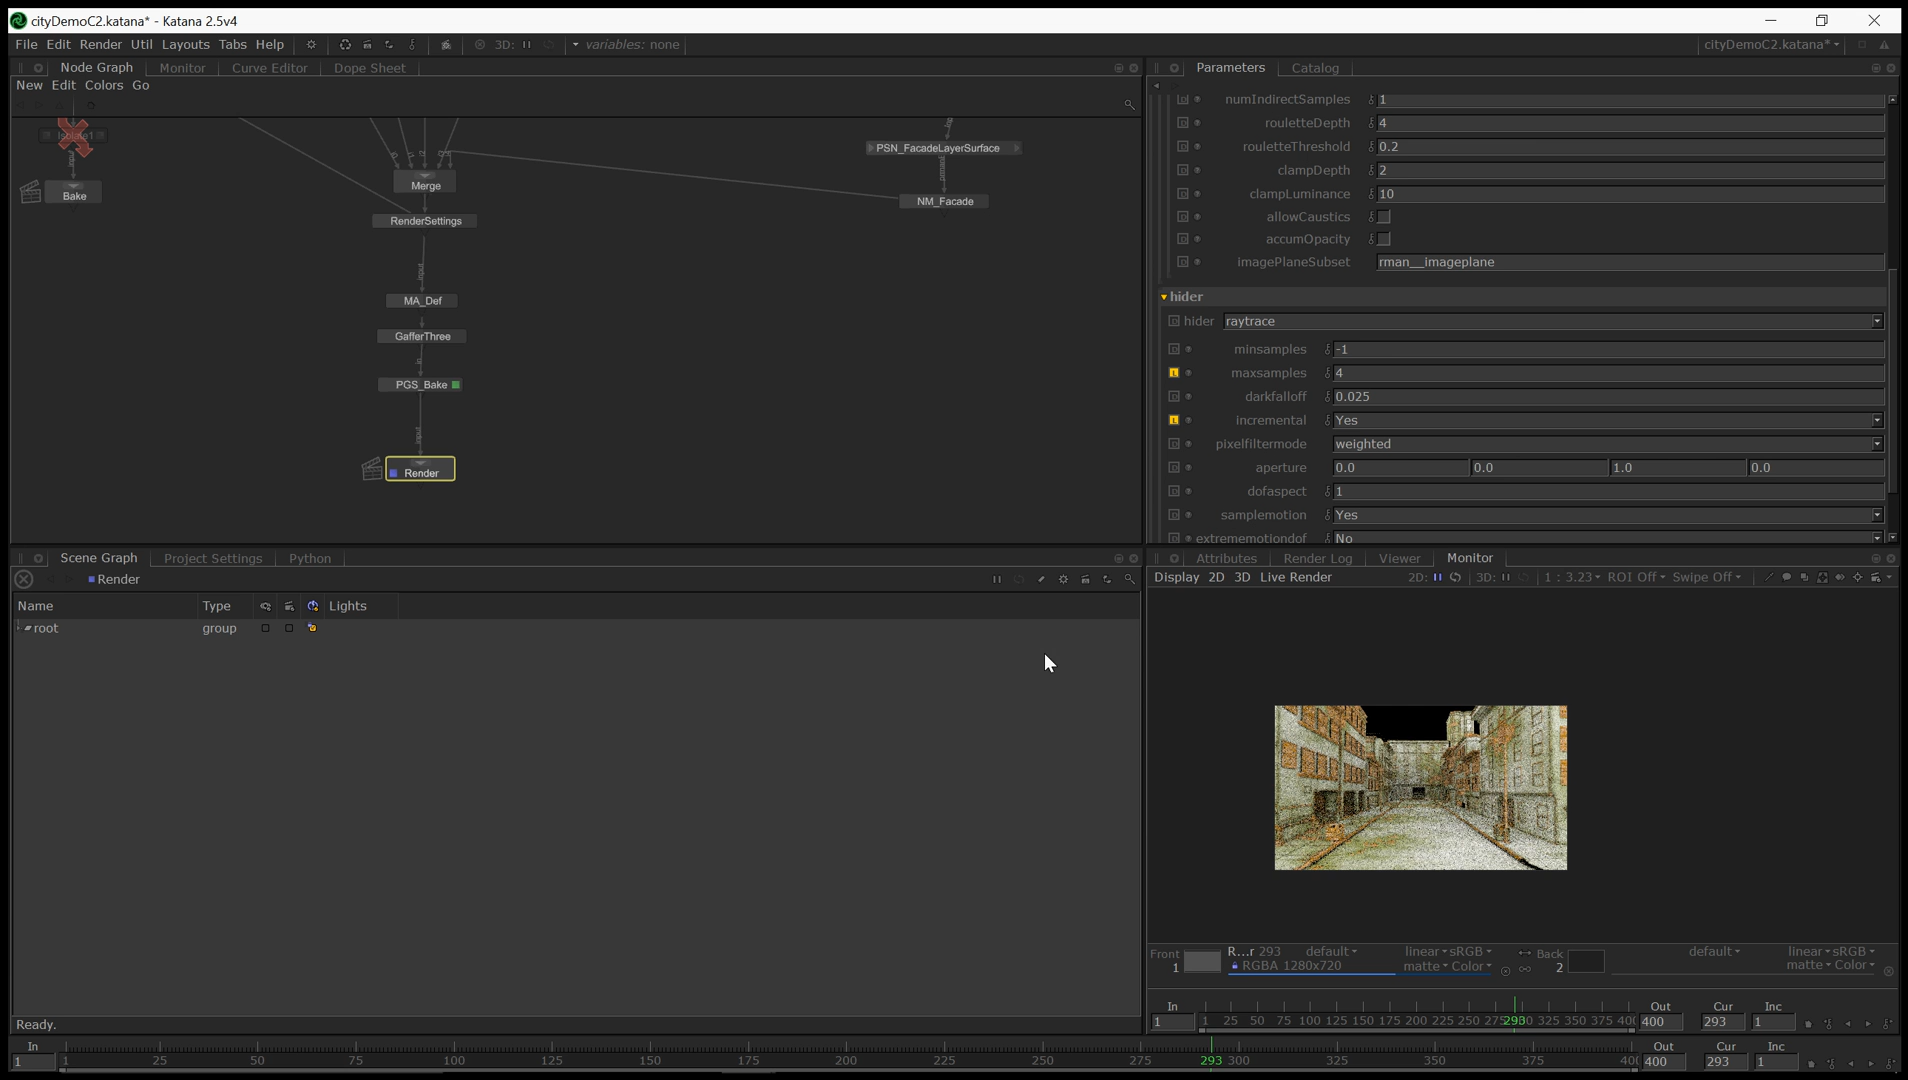 cityDemoC2.katana* - Katana 2.5v4
File Edit Render Util Layouts Tabs Help 3D: variables: none cityDemoC2.katana*
Node Graph Monitor Curve Editor Dope Sheet
New Edit Colors Go
Isolate1
input
Bake
i0 i1 i2
Merge
RenderSettings
input
MA_Def
GafferThree
in
PGS_Bake
input
Render
PSN_FacadeLayerSurface
NM_Facade
Parameters Catalog
numIndirectSamples 1
rouletteDepth 4
rouletteThreshold 0.2
clampDepth 2
clampLuminance 10
allowCaustics
accumOpacity
imagePlaneSubset rman__imageplane
hider
hider raytrace
minsamples -1
L maxsamples 4
darkfalloff 0.025
L incremental Yes
pixelfiltermode weighted
aperture 0.0 0.0 1.0 0.0
dofaspect 1
samplemotion Yes
extrememotiondof No
Scene Graph Project Settings Python
Render
Name Type Lights
root group
Ready.
Attributes Render Log Viewer Monitor
Display 2D 3D Live Render 2D: 3D: 1 : 3.23 ROI Off Swipe Off
Front 1 R...r 293 default linear sRGB
RGBA 1280x720 matte Color
Back 2 default linear sRGB
matte Color
In Out Cur Inc
1 1 25 50 75 100 125 150 175 200 225 250 275 293 325 350 375 400 293 1
In Out Cur Inc
1 1 25 50 75 100 125 150 175 200 225 250 275 293 300 325 350 375 400 293 1